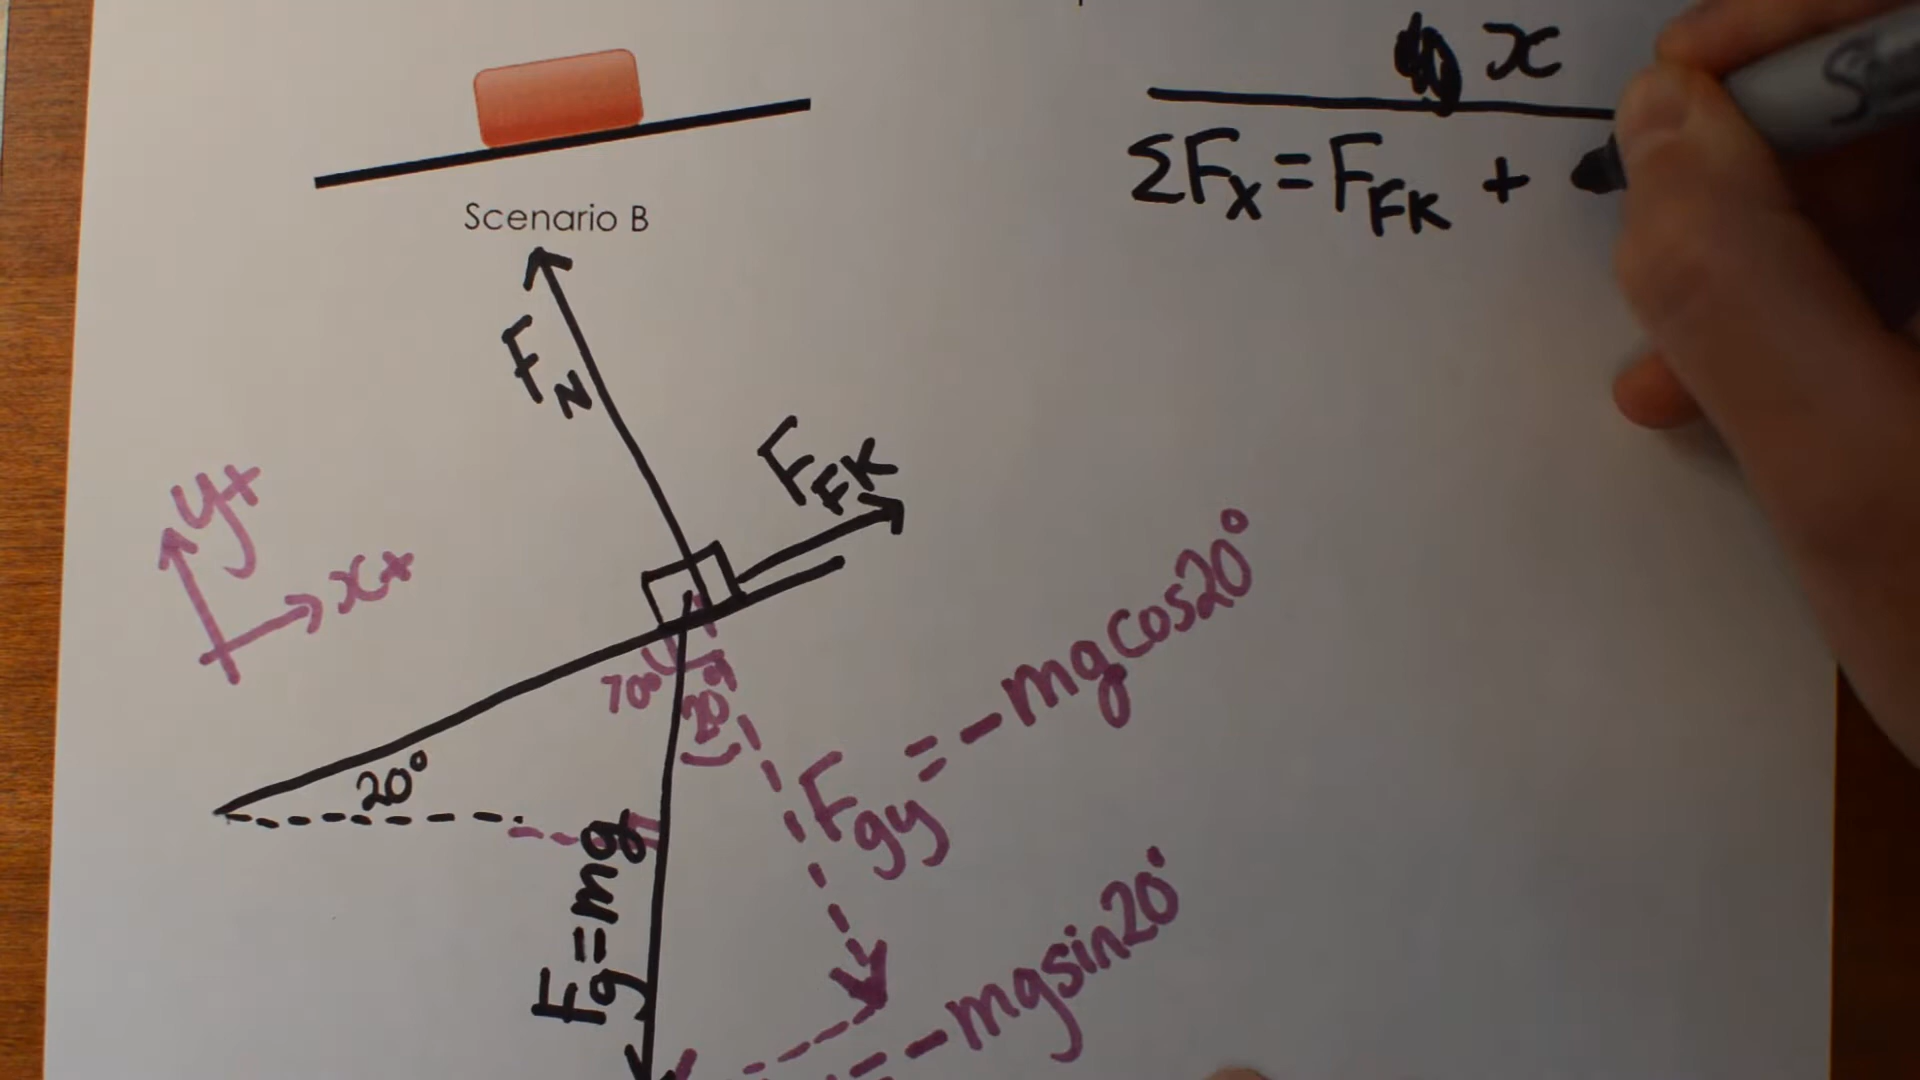 x
ΣFx = FFK +
Scenario B
FN
FFK
y+
x+
70°
20°
20°
Fg = mg
Fgy = -mgcos20°
= -mgsin20°